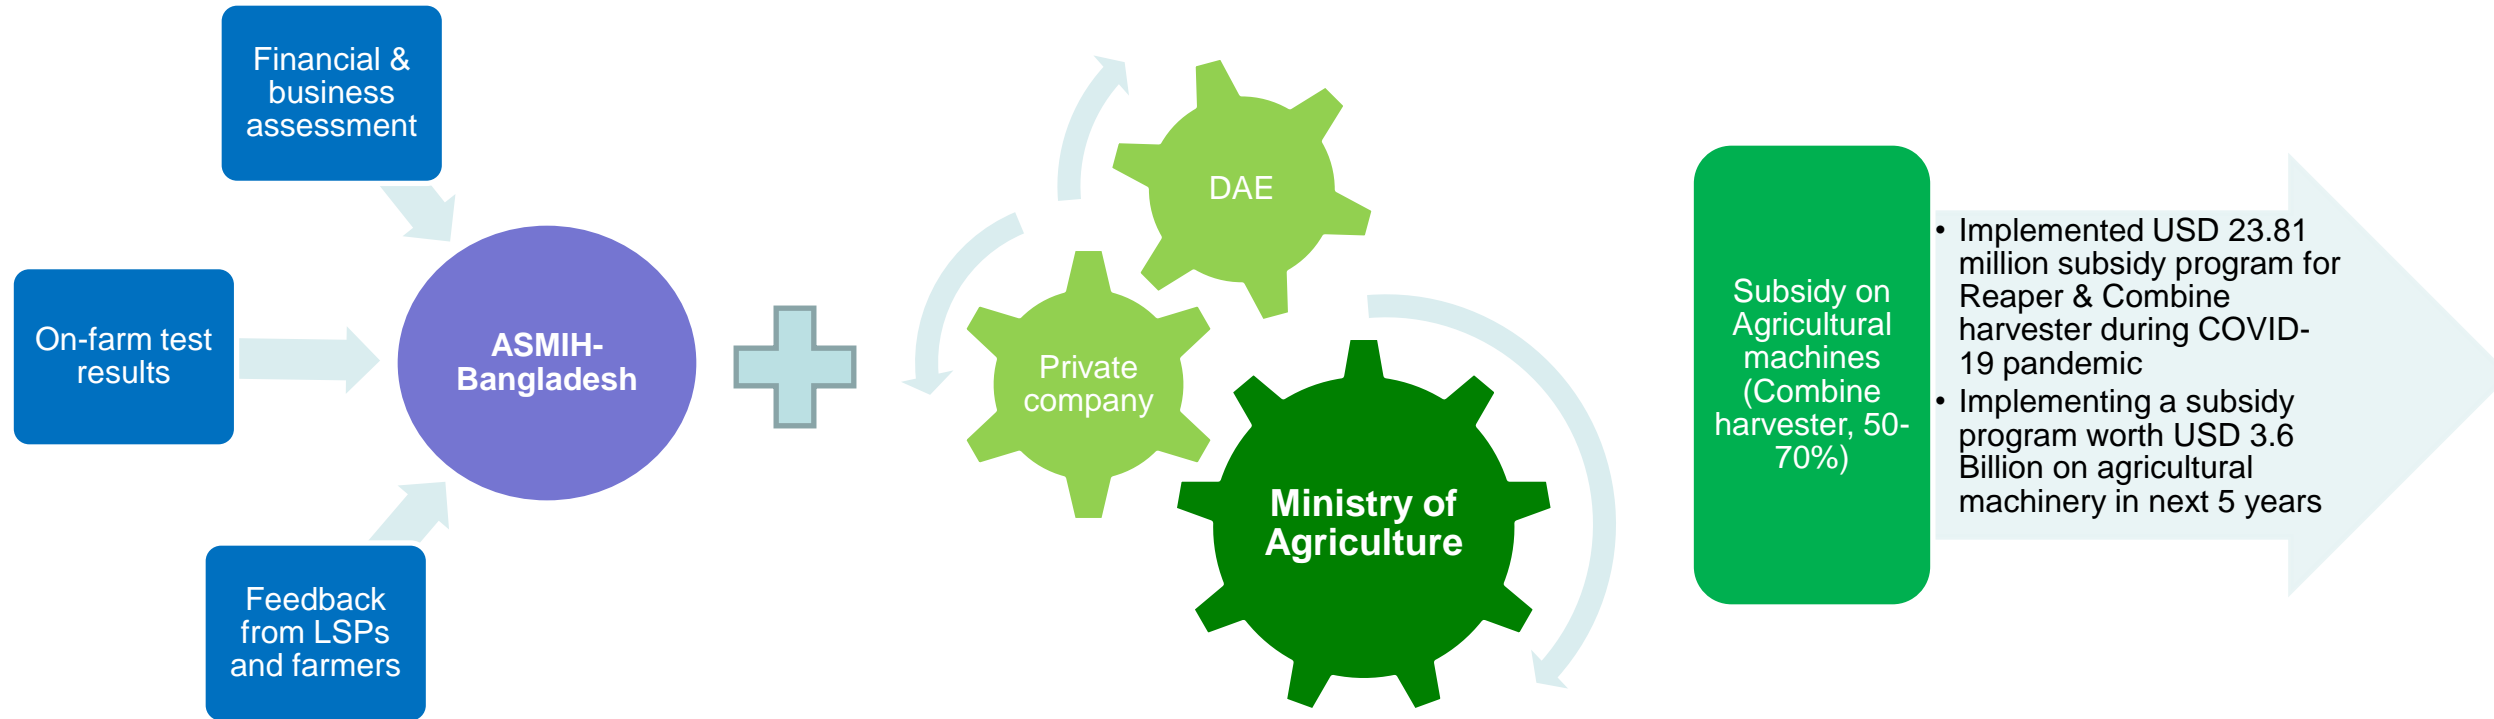 Financial &
business
assessment
On-farm test
results
Feedback
from LSPs
and farmers
ASMIH-
Bangladesh
DAE
Private
company
Ministry of
Agriculture
Subsidy on
Agricultural
machines
(Combine
harvester, 50-
70%)
• Implemented USD 23.81
million subsidy program for
Reaper & Combine
harvester during COVID-
19 pandemic
• Implementing a subsidy
program worth USD 3.6
Billion on agricultural
machinery in next 5 years